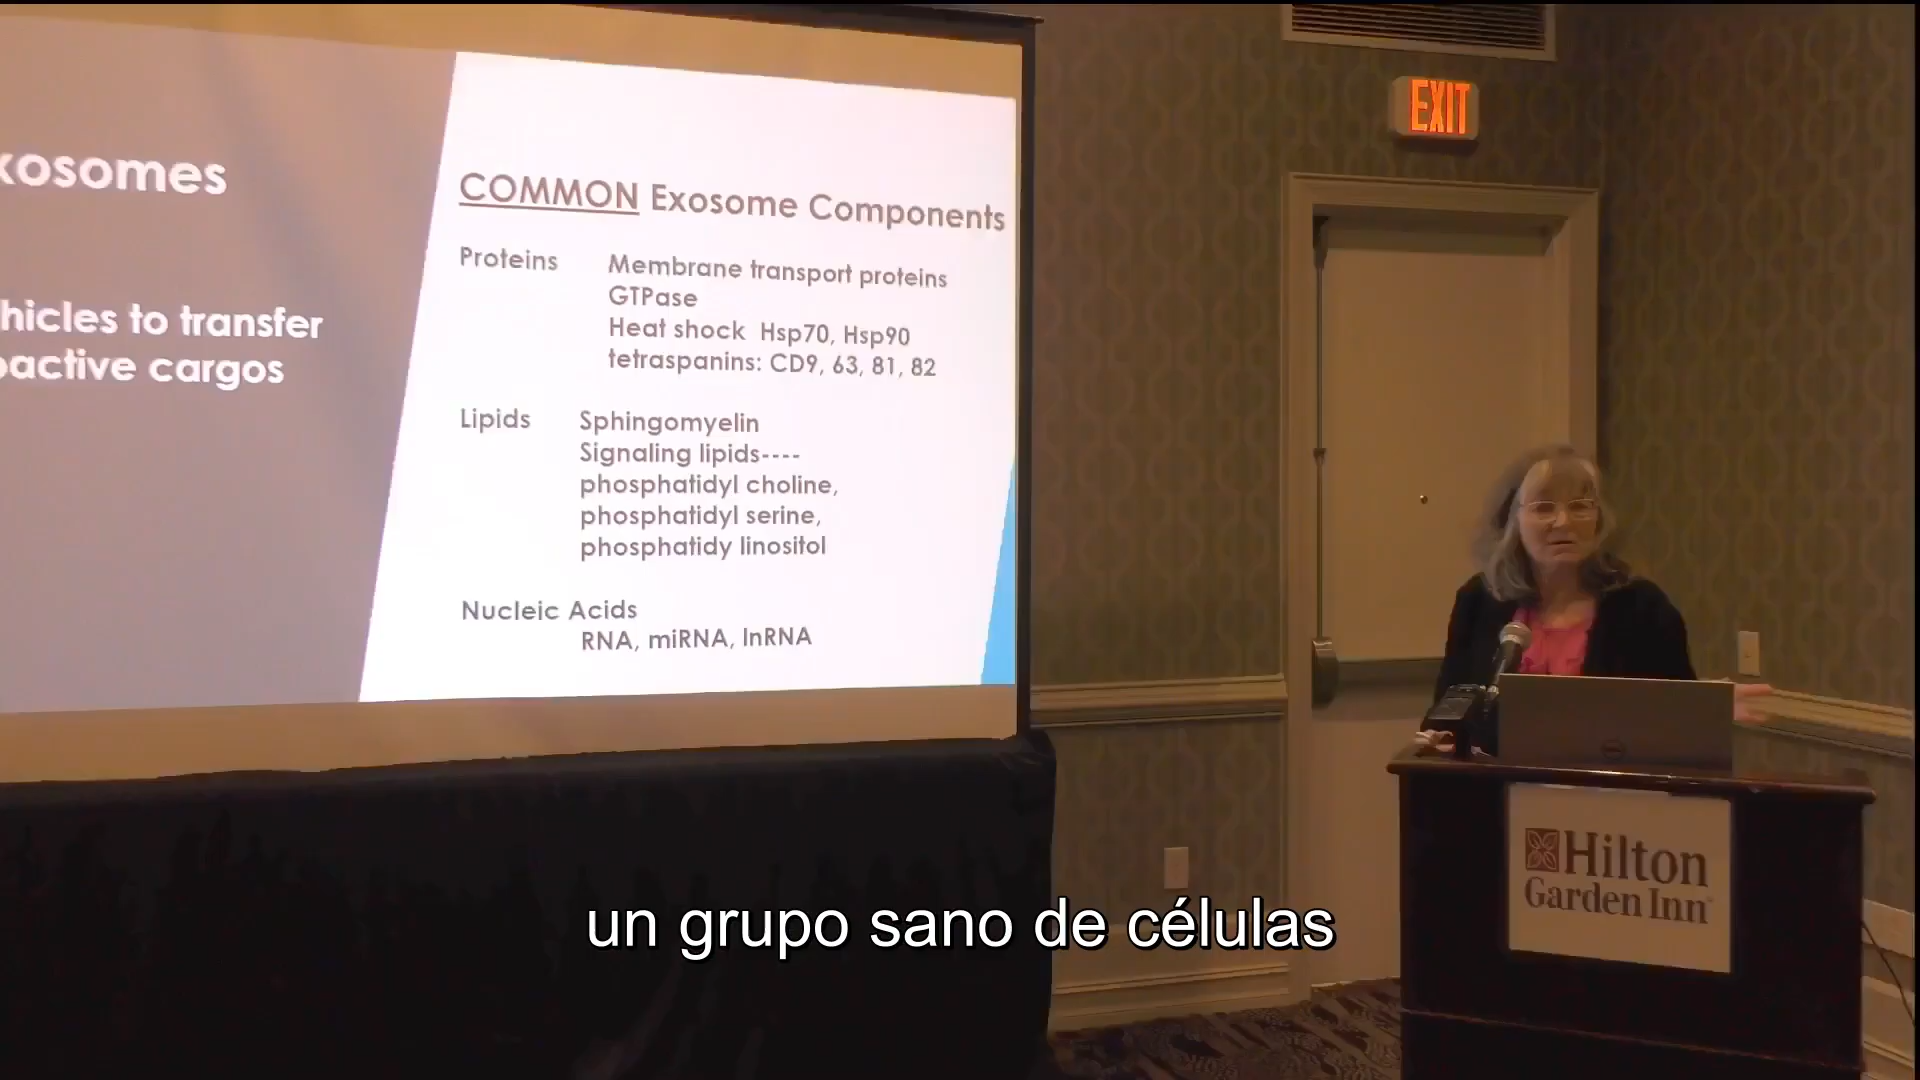 xosomes
hicles to transfer
oactive cargos
COMMON Exosome Components
Proteins Membrane transport proteins
GTPase
Heat shock Hsp70, Hsp90
tetraspanins: CD9, 63, 81, 82
Lipids Sphingomyelin
Signaling lipids----
phosphatidyl choline,
phosphatidyl serine,
phosphatidy linositol
Nucleic Acids
RNA, miRNA, lnRNA
EXIT
Hilton
Garden Inn
un grupo sano de células